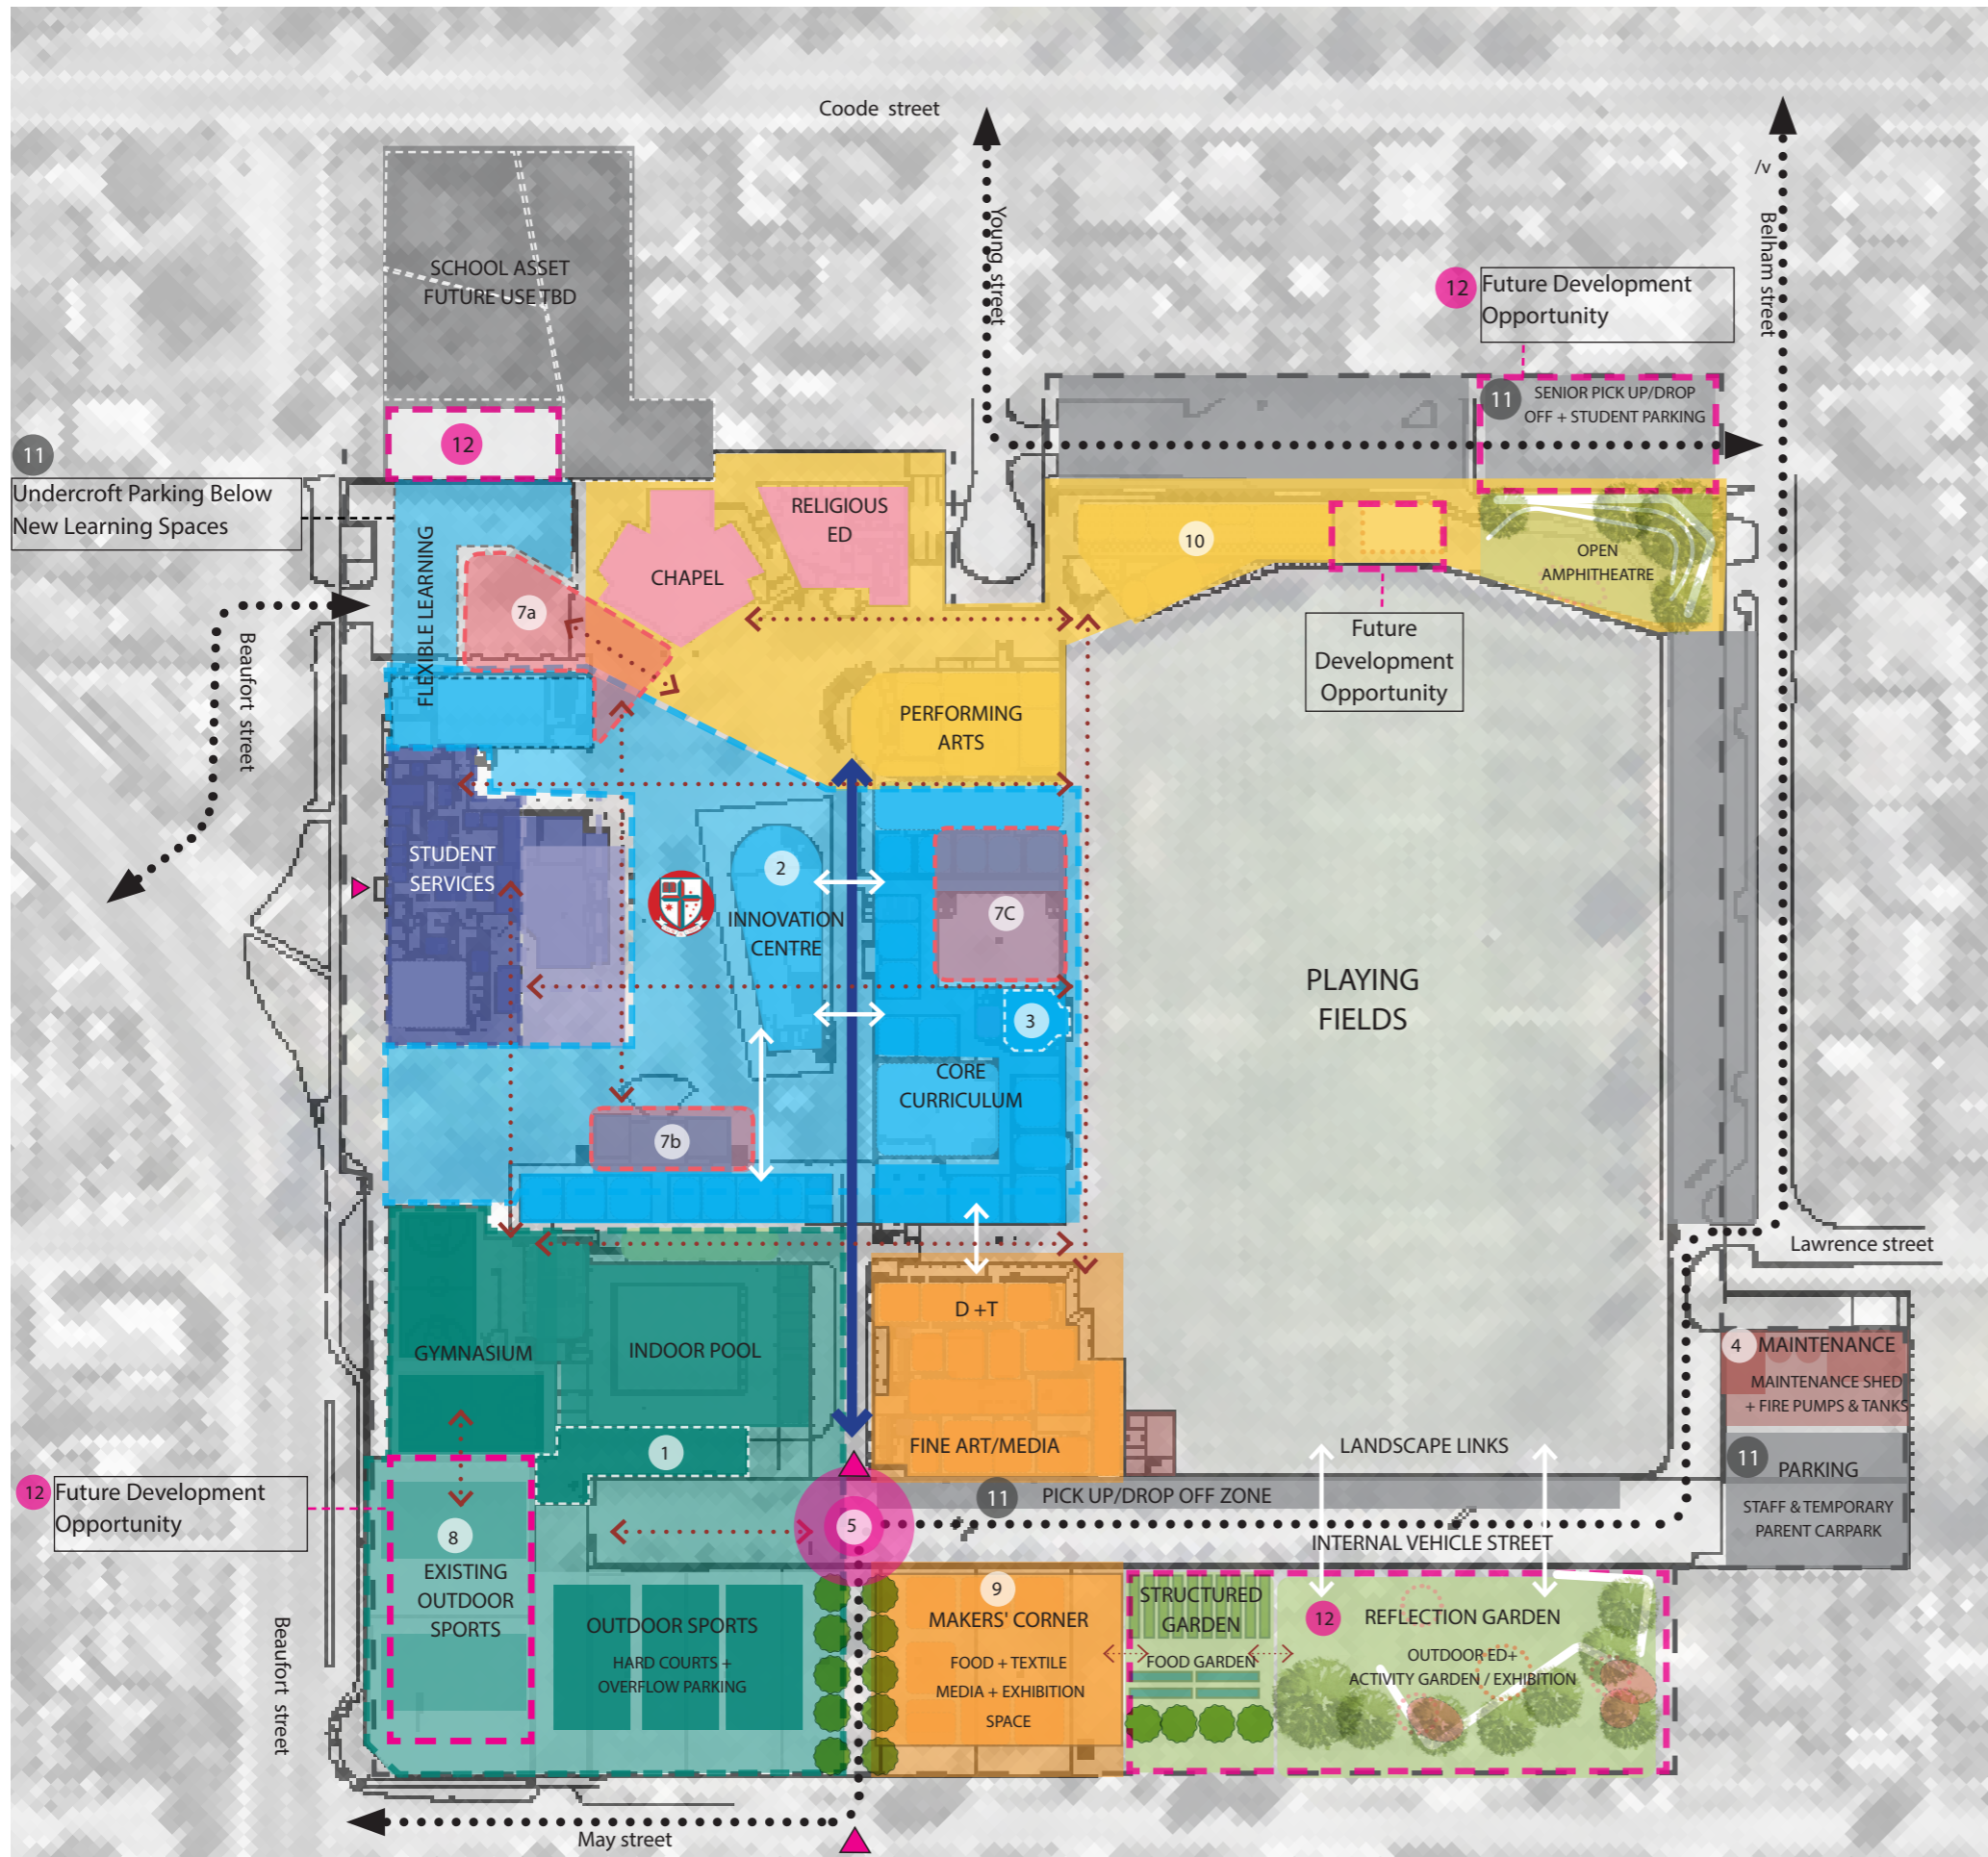 Coode street
Young street
/v
Belham street
SCHOOL ASSET
FUTURE USE TBD
12
Future Development
Opportunity
11
SENIOR PICK UP/DROP
OFF + STUDENT PARKING
12
11
Undercroft Parking Below
New Learning Spaces
FLEXIBLE LEARNING
7a
CHAPEL
RELIGIOUS
ED
10
OPEN
AMPHITHEATRE
Future
Development
Opportunity
Beaufort street
PERFORMING
ARTS
STUDENT
SERVICES
2
INNOVATION
CENTRE
7C
3
PLAYING
FIELDS
CORE
CURRICULUM
7b
Lawrence street
D +T
GYMNASIUM
INDOOR POOL
4
MAINTENANCE
MAINTENANCE SHED
+ FIRE PUMPS & TANKS
1
FINE ART/MEDIA
LANDSCAPE LINKS
11
PARKING
STAFF & TEMPORARY
PARENT CARPARK
12
Future Development
Opportunity
11
PICK UP/DROP OFF ZONE
5
INTERNAL VEHICLE STREET
8
EXISTING
OUTDOOR
SPORTS
OUTDOOR SPORTS
HARD COURTS +
OVERFLOW PARKING
9
MAKERS' CORNER
FOOD + TEXTILE
MEDIA + EXHIBITION
SPACE
STRUCTURED
GARDEN
FOOD GARDEN
12
REFLECTION GARDEN
OUTDOOR ED+
ACTIVITY GARDEN / EXHIBITION
Beaufort street
May street